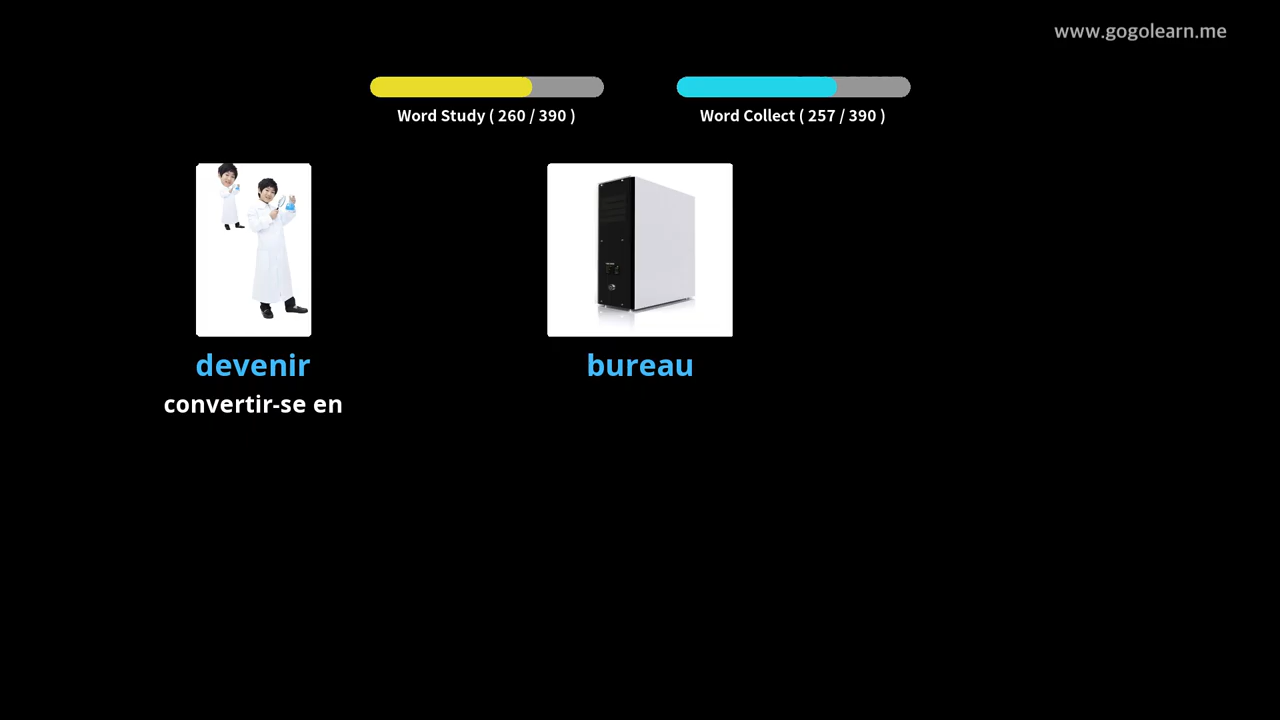 www.gogolearn.me
Word Study ( 260 / 390 )
Word Collect ( 257 / 390 )
devenir
bureau
convertir-se en